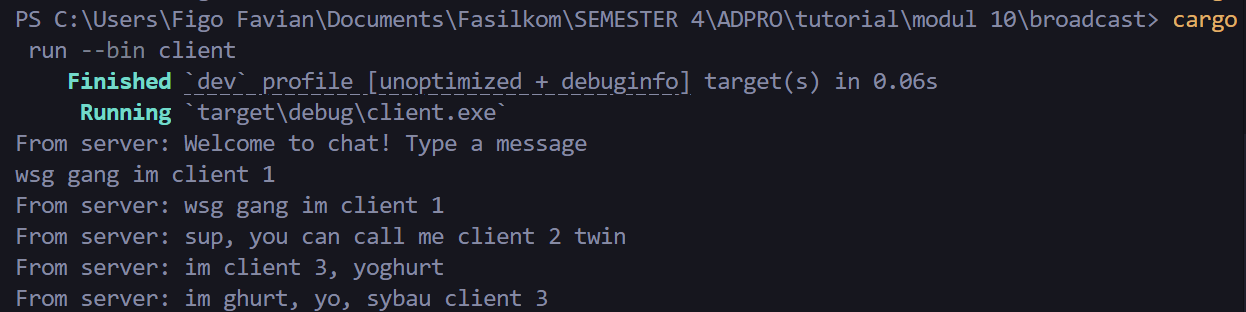 PS C:\Users\Figo Favian\Documents\Fasilkom\SEMESTER 4\ADPRO\tutorial\modul 10\broadcast> cargo
run --bin client
Finished `dev` profile [unoptimized + debuginfo] target(s) in 0.06s
Running `target\debug\client.exe`
From server: Welcome to chat! Type a message
wsg gang im client 1
From server: wsg gang im client 1
From server: sup, you can call me client 2 twin
From server: im client 3, yoghurt
From server: im ghurt, yo, sybau client 3